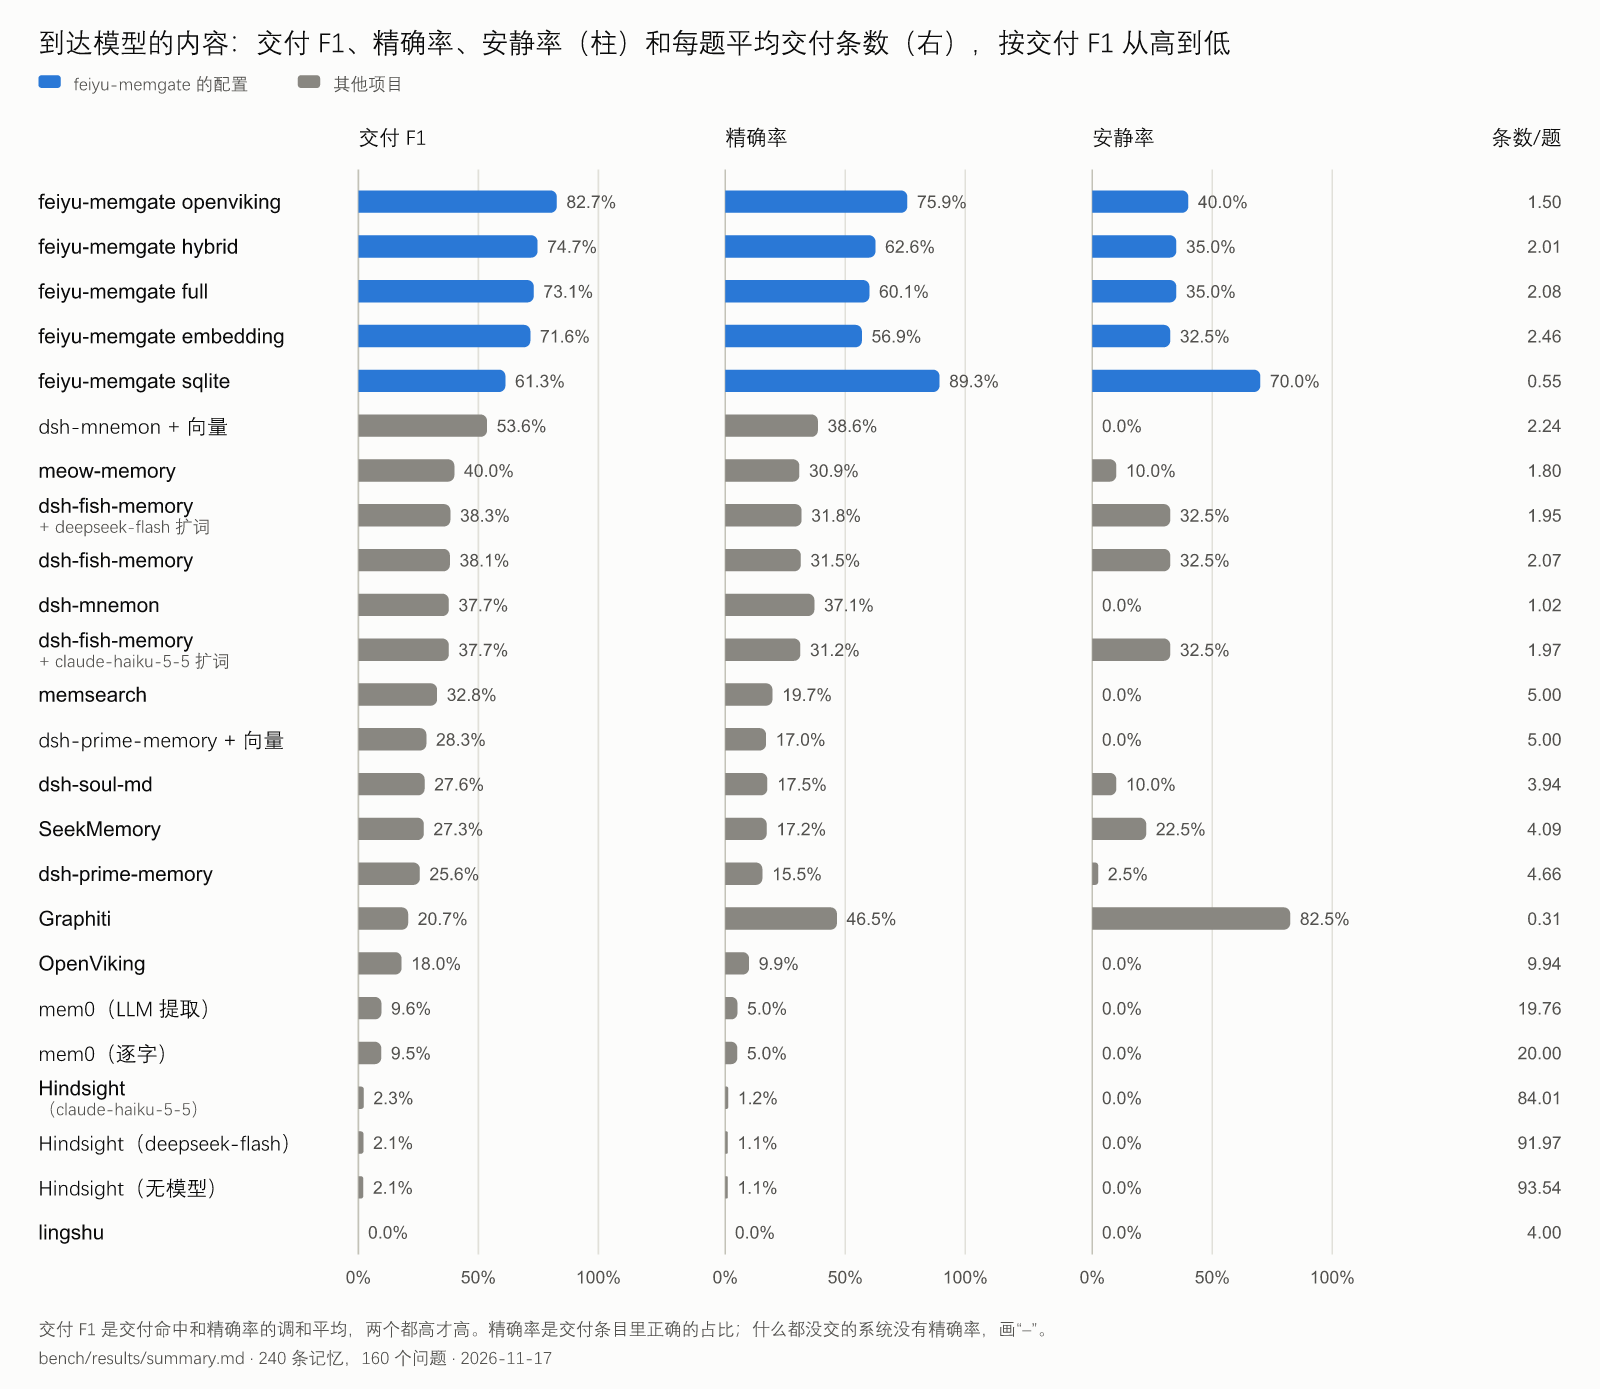 到达模型的内容：交付 F1、精确率、安静率（柱）和每题平均交付条数（右），按交付 F1 从高到低
feiyu-memgate 的配置 其他项目
交付 F1 精确率 安静率 条数/题
feiyu-memgate openviking 82.7% 75.9% 40.0% 1.50
feiyu-memgate hybrid 74.7% 62.6% 35.0% 2.01
feiyu-memgate full 73.1% 60.1% 35.0% 2.08
feiyu-memgate embedding 71.6% 56.9% 32.5% 2.46
feiyu-memgate sqlite 61.3% 89.3% 70.0% 0.55
dsh-mnemon + 向量 53.6% 38.6% 0.0% 2.24
meow-memory 40.0% 30.9% 10.0% 1.80
dsh-fish-memory 38.3% 31.8% 32.5% 1.95
+ deepseek-flash 扩词
dsh-fish-memory 38.1% 31.5% 32.5% 2.07
dsh-mnemon 37.7% 37.1% 0.0% 1.02
dsh-fish-memory 37.7% 31.2% 32.5% 1.97
+ claude-haiku-5-5 扩词
memsearch 32.8% 19.7% 0.0% 5.00
dsh-prime-memory + 向量 28.3% 17.0% 0.0% 5.00
dsh-soul-md 27.6% 17.5% 10.0% 3.94
SeekMemory 27.3% 17.2% 22.5% 4.09
dsh-prime-memory 25.6% 15.5% 2.5% 4.66
Graphiti 20.7% 46.5% 82.5% 0.31
OpenViking 18.0% 9.9% 0.0% 9.94
mem0（LLM 提取） 9.6% 5.0% 0.0% 19.76
mem0（逐字） 9.5% 5.0% 0.0% 20.00
Hindsight 2.3% 1.2% 0.0% 84.01
（claude-haiku-5-5）
Hindsight（deepseek-flash） 2.1% 1.1% 0.0% 91.97
Hindsight（无模型） 2.1% 1.1% 0.0% 93.54
lingshu 0.0% 0.0% 0.0% 4.00
0% 50% 100% 0% 50% 100% 0% 50% 100%
交付 F1 是交付命中和精确率的调和平均，两个都高才高。精确率是交付条目里正确的占比；什么都没交的系统没有精确率，画“–”。
bench/results/summary.md · 240 条记忆，160 个问题 · 2026-11-17